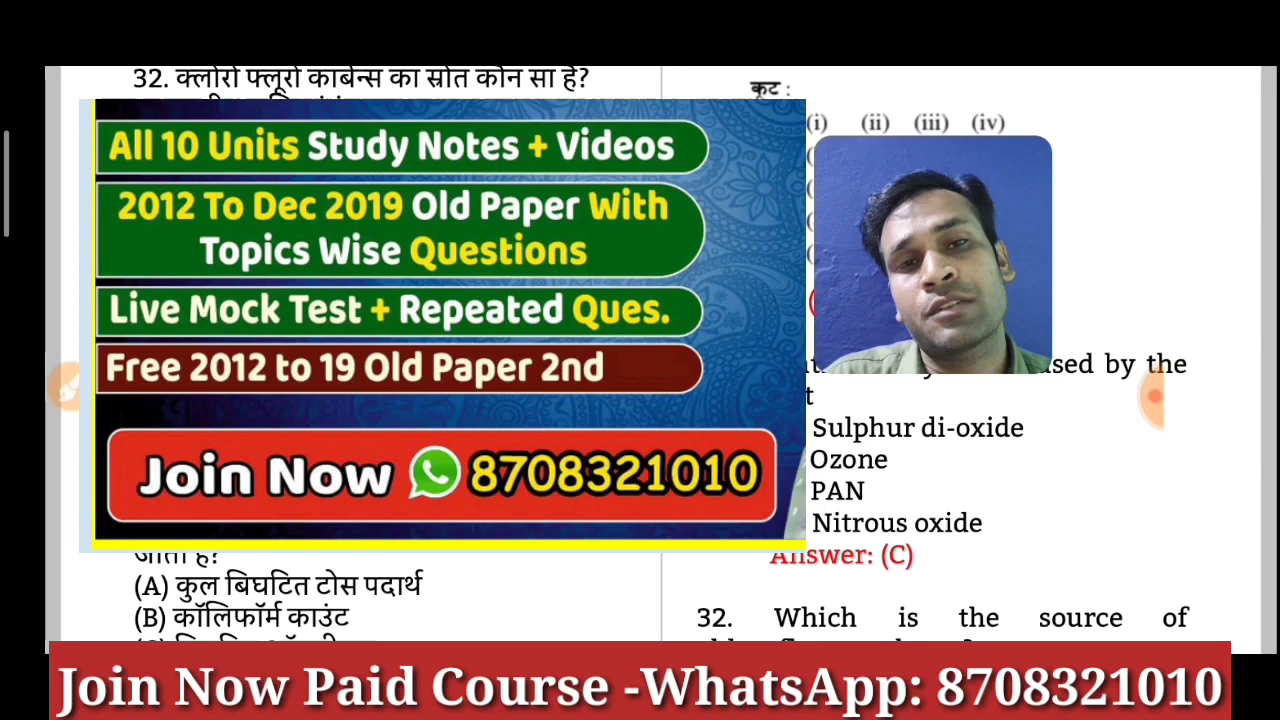 32. क्लोरो फ्लूरो कार्बन्स का स्रोत कौन सा है?
All 10 Units Study Notes + Videos
2012 To Dec 2019 Old Paper With
Topics Wise Questions
Live Mock Test + Repeated Ques.
Free 2012 to 19 Old Paper 2nd
Join Now 8708321010
जाता है?
(A) कुल बिघटित टोस पदार्थ
(B) कॉलिफॉर्म काउंट
कूट :
(i) (ii) (iii) (iv)
by the
Sulphur di-oxide
Ozone
PAN
Nitrous oxide
Answer: (C)
32. Which is the source of
Join Now Paid Course -WhatsApp: 8708321010